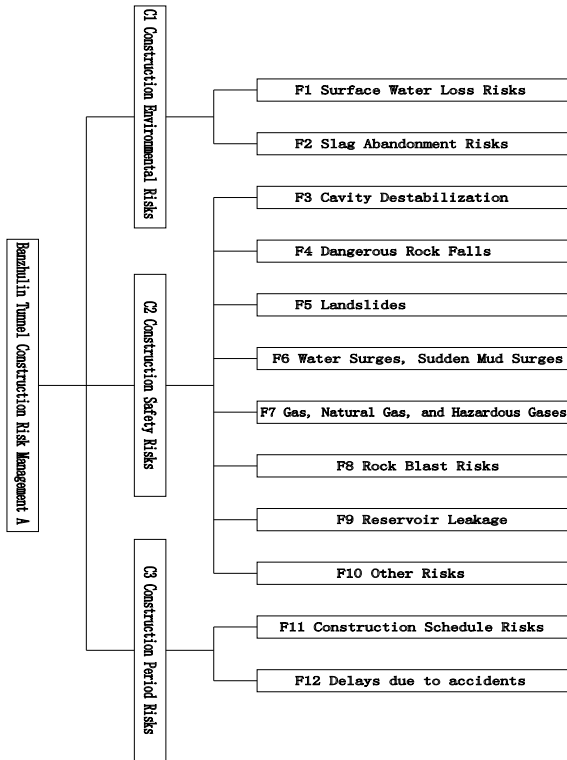 Banzhulin Tunnel Construction Risk Management A
C1 Construction Environmental Risks
F1 Surface Water Loss Risks
F2 Slag Abandonment Risks
C2 Construction Safety Risks
F3 Cavity Destabilization
F4 Dangerous Rock Falls
F5 Landslides
F6 Water Surges, Sudden Mud Surges
F7 Gas, Natural Gas, and Hazardous Gases
F8 Rock Blast Risks
F9 Reservoir Leakage
F10 Other Risks
C3 Construction Period Risks
F11 Construction Schedule Risks
F12 Delays due to accidents